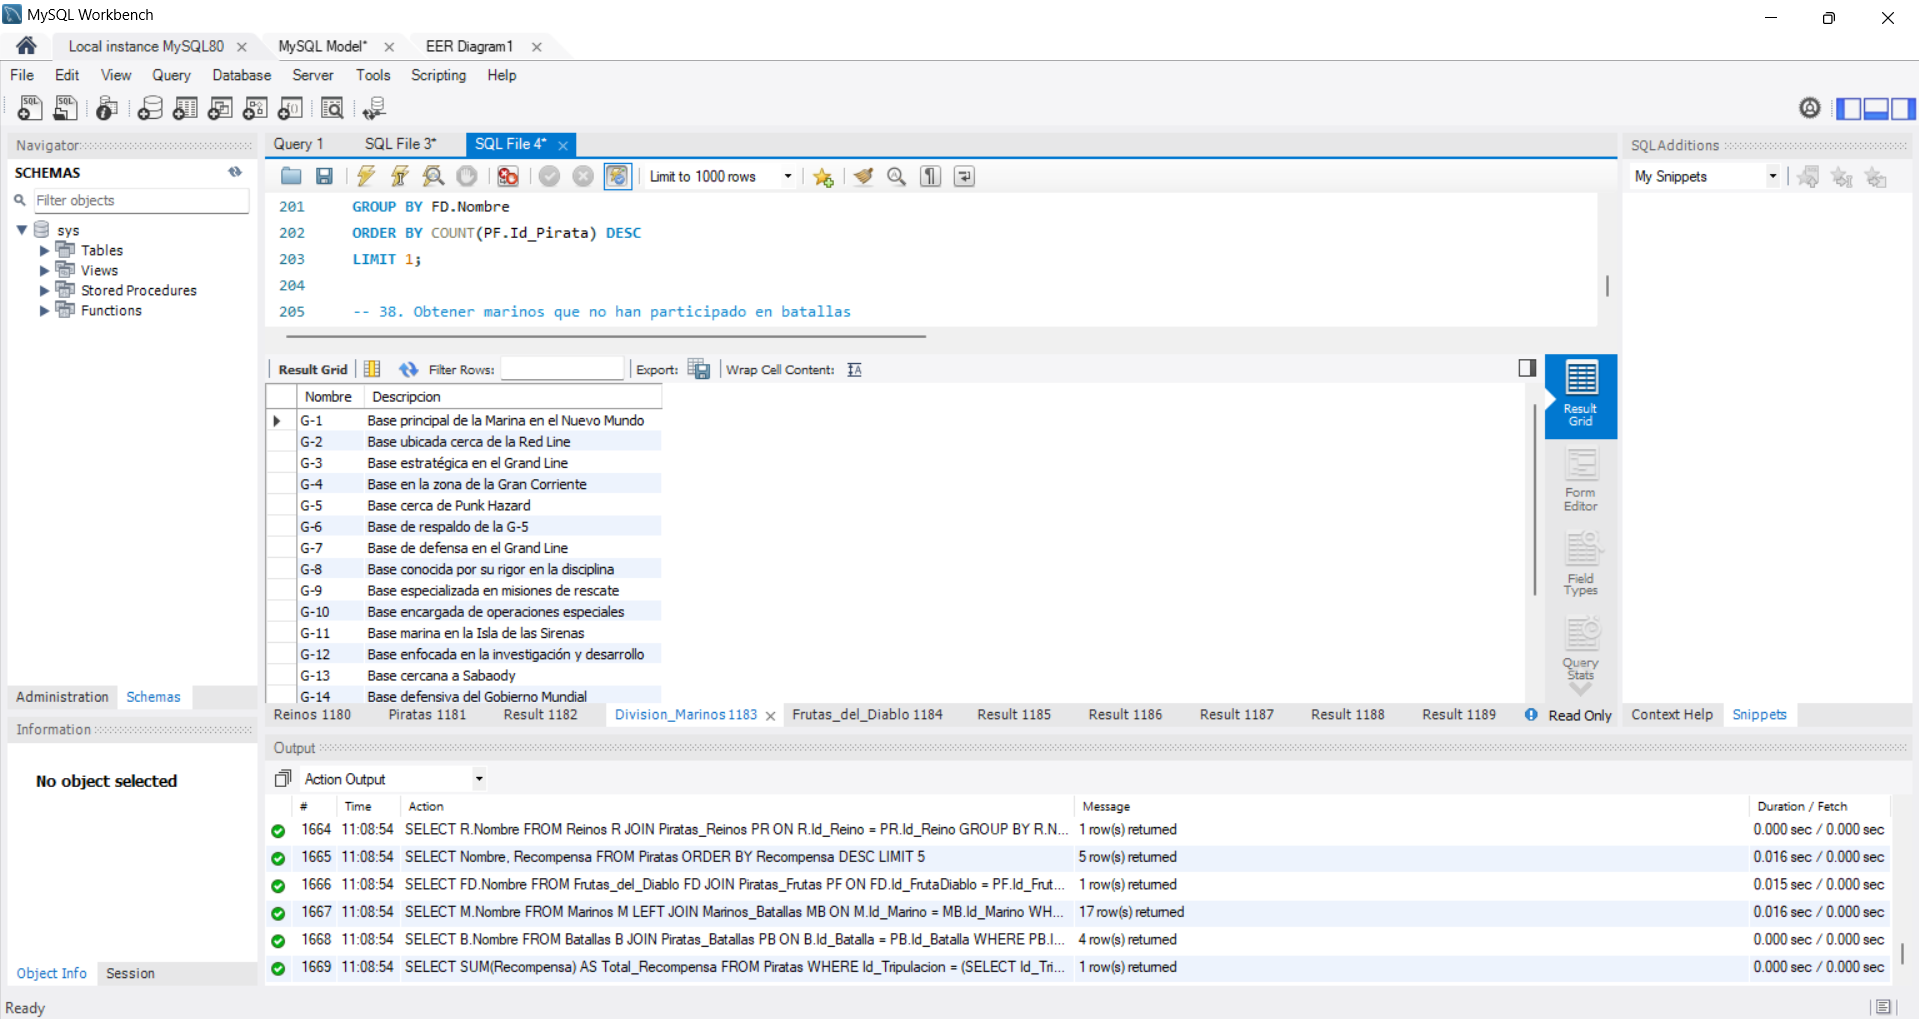 MySQL Workbench
Local instance MySQL80
MySQL Model*
EER Diagram1
File Edit View Query Database Server Tools Scripting Help
Navigator
SCHEMAS
Filter objects
sys
Tables
Views
Stored Procedures
Functions
Administration Schemas
Information
No object selected
Object Info Session
Query 1 SQL File 3* SQL File 4*
Limit to 1000 rows
201 GROUP BY FD.Nombre
202 ORDER BY COUNT(PF.Id_Pirata) DESC
203 LIMIT 1;
204
205 -- 38. Obtener marinos que no han participado en batallas
Result Grid Filter Rows: Export: Wrap Cell Content:
Nombre Descripcion
G-1 Base principal de la Marina en el Nuevo Mundo
G-2 Base ubicada cerca de la Red Line
G-3 Base estratégica en el Grand Line
G-4 Base en la zona de la Gran Corriente
G-5 Base cerca de Punk Hazard
G-6 Base de respaldo de la G-5
G-7 Base de defensa en el Grand Line
G-8 Base conocida por su rigor en la disciplina
G-9 Base especializada en misiones de rescate
G-10 Base encargada de operaciones especiales
G-11 Base marina en la Isla de las Sirenas
G-12 Base enfocada en la investigación y desarrollo
G-13 Base cercana a Sabaody
G-14 Base defensiva del Gobierno Mundial
Result Grid
Form Editor
Field Types
Query Stats
Reinos 1180 Piratas 1181 Result 1182 Division_Marinos 1183 Frutas_del_Diablo 1184 Result 1185 Result 1186 Result 1187 Result 1188 Result 1189 Read Only
SQLAdditions
My Snippets
Context Help Snippets
Output
Action Output
# Time Action Message Duration / Fetch
1664 11:08:54 SELECT R.Nombre FROM Reinos R JOIN Piratas_Reinos PR ON R.Id_Reino = PR.Id_Reino GROUP BY R.N... 1 row(s) returned 0.000 sec / 0.000 sec
1665 11:08:54 SELECT Nombre, Recompensa FROM Piratas ORDER BY Recompensa DESC LIMIT 5 5 row(s) returned 0.016 sec / 0.000 sec
1666 11:08:54 SELECT FD.Nombre FROM Frutas_del_Diablo FD JOIN Piratas_Frutas PF ON FD.Id_FrutaDiablo = PF.Id_Frut... 1 row(s) returned 0.015 sec / 0.000 sec
1667 11:08:54 SELECT M.Nombre FROM Marinos M LEFT JOIN Marinos_Batallas MB ON M.Id_Marino = MB.Id_Marino WH... 17 row(s) returned 0.016 sec / 0.000 sec
1668 11:08:54 SELECT B.Nombre FROM Batallas B JOIN Piratas_Batallas PB ON B.Id_Batalla = PB.Id_Batalla WHERE PB.I... 4 row(s) returned 0.000 sec / 0.000 sec
1669 11:08:54 SELECT SUM(Recompensa) AS Total_Recompensa FROM Piratas WHERE Id_Tripulacion = (SELECT Id_Tri... 1 row(s) returned 0.000 sec / 0.000 sec
Ready